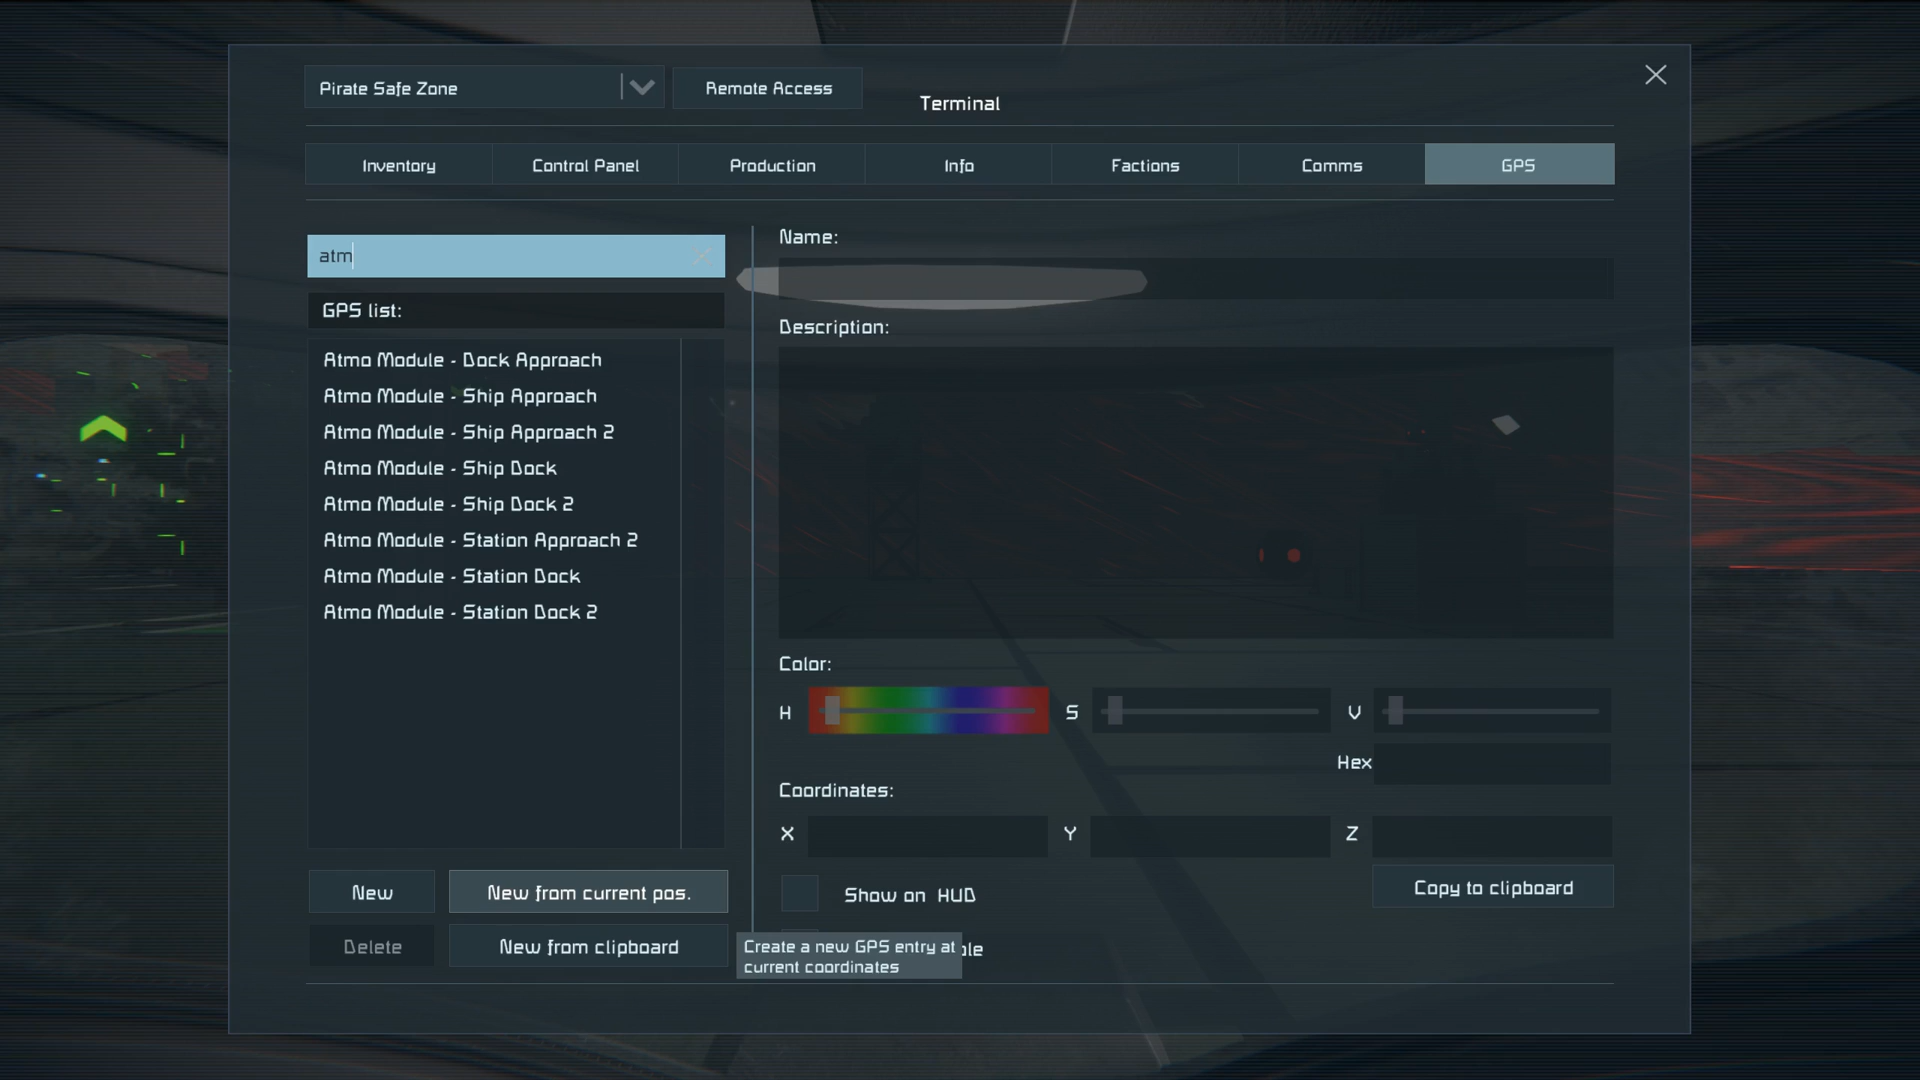 Pirate Safe Zone
Remote Access
Terminal
Inventory
Control Panel
Production
Info
Factions
Comms
GPS
atm
GPS list:
Atmo Module - Dock Approach
Atmo Module - Ship Approach
Atmo Module - Ship Approach 2
Atmo Module - Ship Dock
Atmo Module - Ship Dock 2
Atmo Module - Station Approach 2
Atmo Module - Station Dock
Atmo Module - Station Dock 2
New
New from current pos.
Delete
New from clipboard
Name:
Description:
Color:
H
S
V
Hex
Coordinates:
X
Y
Z
Show on HUD
Copy to clipboard
Create a new GPS entry at
current coordinates